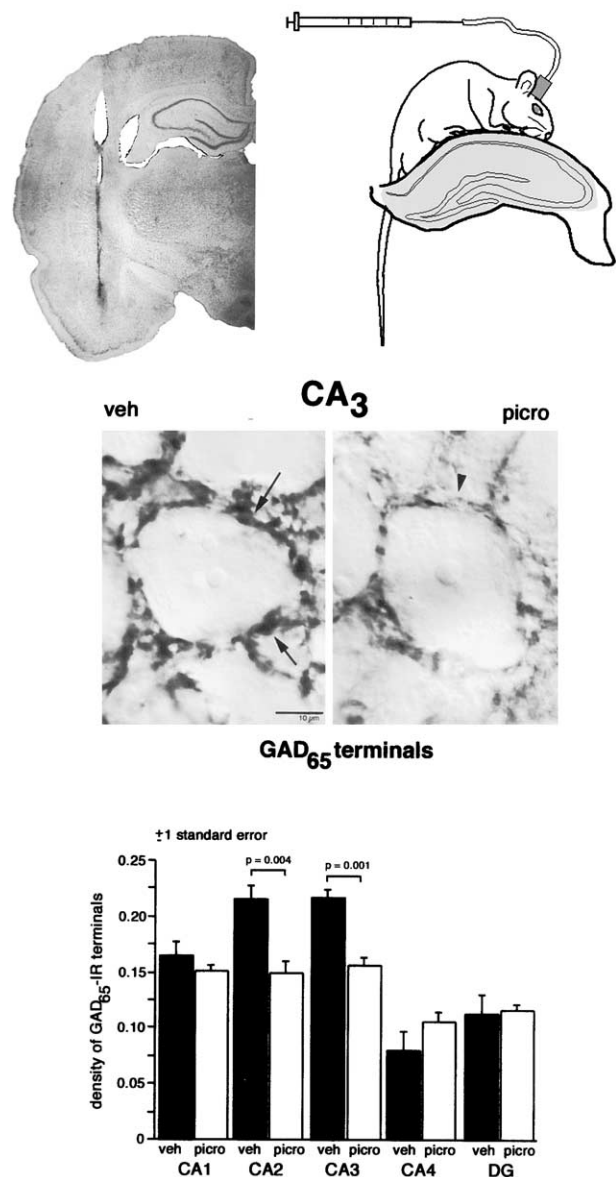 CA3
veh picro
10 µm
GAD65 terminals
±1 standard error
p = 0.004 p = 0.001
density of GAD65-IR terminals
0.25
0.20
0.15
0.10
0.05
0
veh picro veh picro veh picro veh picro veh picro
CA1 CA2 CA3 CA4 DG